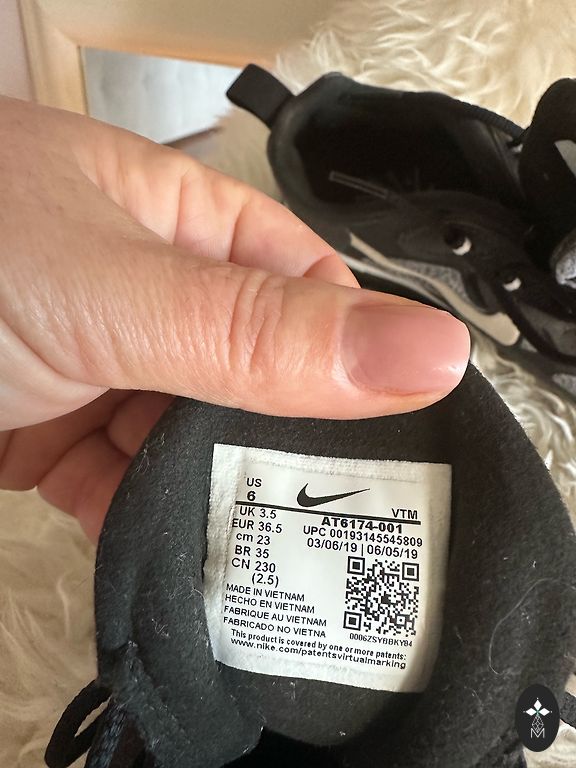 US
6
VTM
UK 3.5
AT6174-001
EUR 36.5
UPC 00193145545809
cm 23
03/06/19 | 06/05/19
BR 35
CN 230
(2.5)
MADE IN VIETNAM
HECHO EN VIETNAM
FABRIQUE AU VIETNAM
FABRICADO NO VIETNA
0006ZSYBBKYB4
This product is covered by one or more patents:
www.nike.com/patentsvirtualmarking
M